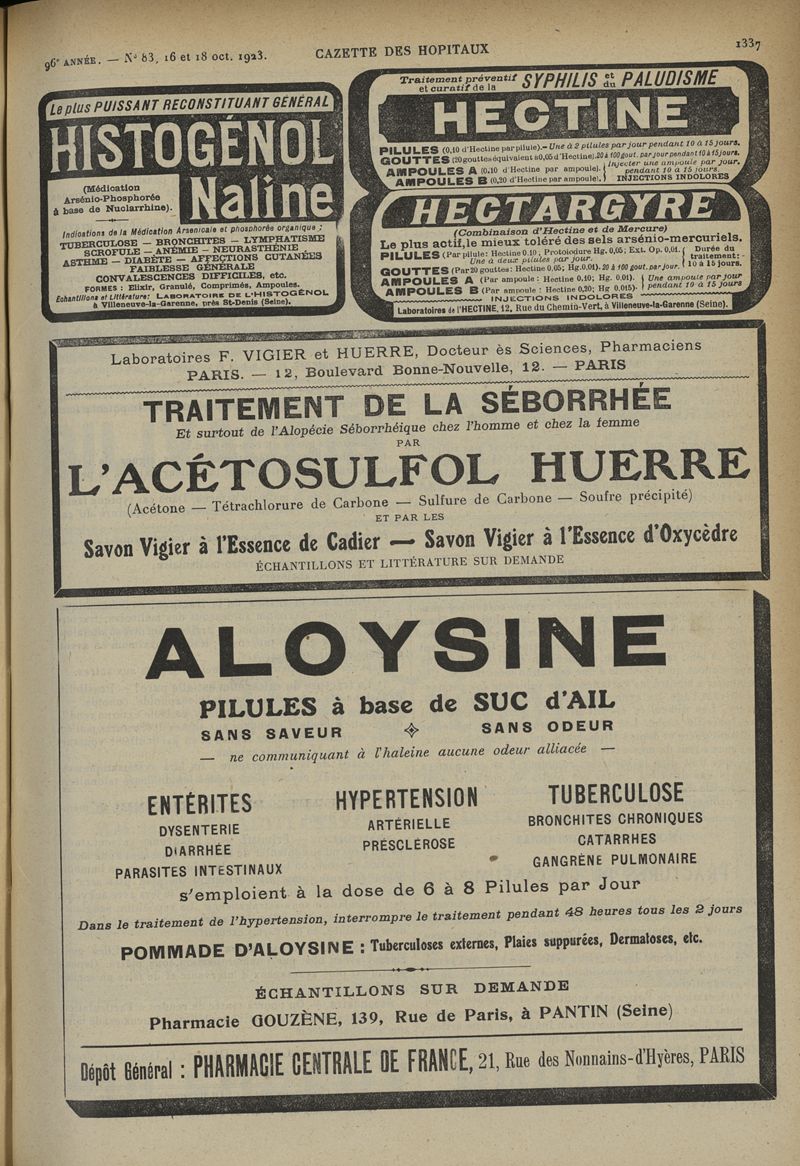 96e ANNÉE. — No 83, 16 et 18 oct. 1923.
GAZETTE DES HOPITAUX
1337
Le plus PUISSANT RECONSTITUANT GÉNÉRAL
HISTOGÉNOL
Naline
(Médication
Arsénio-Phosphorée
à base de Nuclarrhine).
Indications de la Médication Arsenicale et phosphorée organique :
TUBERCULOSE — BRONCHITES — LYMPHATISME
SCROFULE — ANÉMIE — NEURASTHÉNIE
ASTHME — DIABÈTE — AFFECTIONS CUTANÉES
FAIBLESSE GÉNÉRALE
CONVALESCENCES DIFFICILES, etc.
FORMES : Elixir, Granulé, Comprimés, Ampoules.
Échantillons et Littérature: LABORATOIRE DE L'HISTOGÉNOL
à Villeneuve-la-Garenne, près St-Denis (Seine).
Traitement préventif et curatif de la SYPHILIS et du PALUDISME
HECTINE
PILULES (0,10 d'Hectine par pilule).- Une à 2 pilules par jour pendant 10 à 15 jours.
GOUTTES (20 gouttes équivalent à 0,05 d'Hectine). 20 à 100 gout. par jour pendant 10 à 15 jours.
AMPOULES A (0,10 d'Hectine par ampoule). Injecter une ampoule par jour.
AMPOULES B (0,20 d'Hectine par ampoule). pendant 10 à 15 jours.
INJECTIONS INDOLORES
HECTARGYRE
(Combinaison d'Hectine et de Mercure)
Le plus actif, le mieux toléré des sels arsénio-mercuriels.
PILULES (Par pilule: Hectine 0.10; Protoiodure Hg. 0,05; Ext. Op. 0,01.
Une à deux pilules par jour.
GOUTTES (Par 20 gouttes: Hectine 0,05; Hg. 0,01). 20 à 100 gout. par jour.
Durée du
traitement:-
10 à 15 jours.
AMPOULES A (Par ampoule : Hectine 0,10; Hg. 0,01). Une ampoule par jour
AMPOULES B (Par ampoule : Hectine 0,20; Hg 0,015)- pendant 10 à 15 jours
INJECTIONS INDOLORES
Laboratoires de l'HECTINE, 12, Rue du Chemin-Vert, à Villeneuve-la-Garenne (Seine).
Laboratoires F. VIGIER et HUERRE, Docteur ès Sciences, Pharmaciens
PARIS. — 12, Boulevard Bonne-Nouvelle, 12. — PARIS
TRAITEMENT DE LA SÉBORRHÉE
Et surtout de l'Alopécie Séborrhéique chez l'homme et chez la femme
PAR
L'ACÉTOSULFOL HUERRE
(Acétone — Tétrachlorure de Carbone — Sulfure de Carbone — Soufre précipité)
ET PAR LES
Savon Vigier à l'Essence de Cadier — Savon Vigier à l'Essence d'Oxycèdre
ÉCHANTILLONS ET LITTÉRATURE SUR DEMANDE
ALOYSINE
PILULES à base de SUC d'AIL
SANS SAVEUR SANS ODEUR
— ne communiquant à l'haleine aucune odeur alliacée —
ENTÉRITES
DYSENTERIE
DIARRHÉE
PARASITES INTESTINAUX
HYPERTENSION
ARTÉRIELLE
PRÉSCLÉROSE
TUBERCULOSE
BRONCHITES CHRONIQUES
CATARRHES
GANGRÈNE PULMONAIRE
s'emploient à la dose de 6 à 8 Pilules par Jour
Dans le traitement de l'hypertension, interrompre le traitement pendant 48 heures tous les 2 jours
POMMADE D'ALOYSINE : Tuberculoses externes, Plaies suppurées, Dermatoses, etc.
ÉCHANTILLONS SUR DEMANDE
Pharmacie GOUZÈNE, 139, Rue de Paris, à PANTIN (Seine)
Dépôt Général : PHARMACIE CENTRALE DE FRANCE, 21, Rue des Nonnains-d'Hyères, PARIS